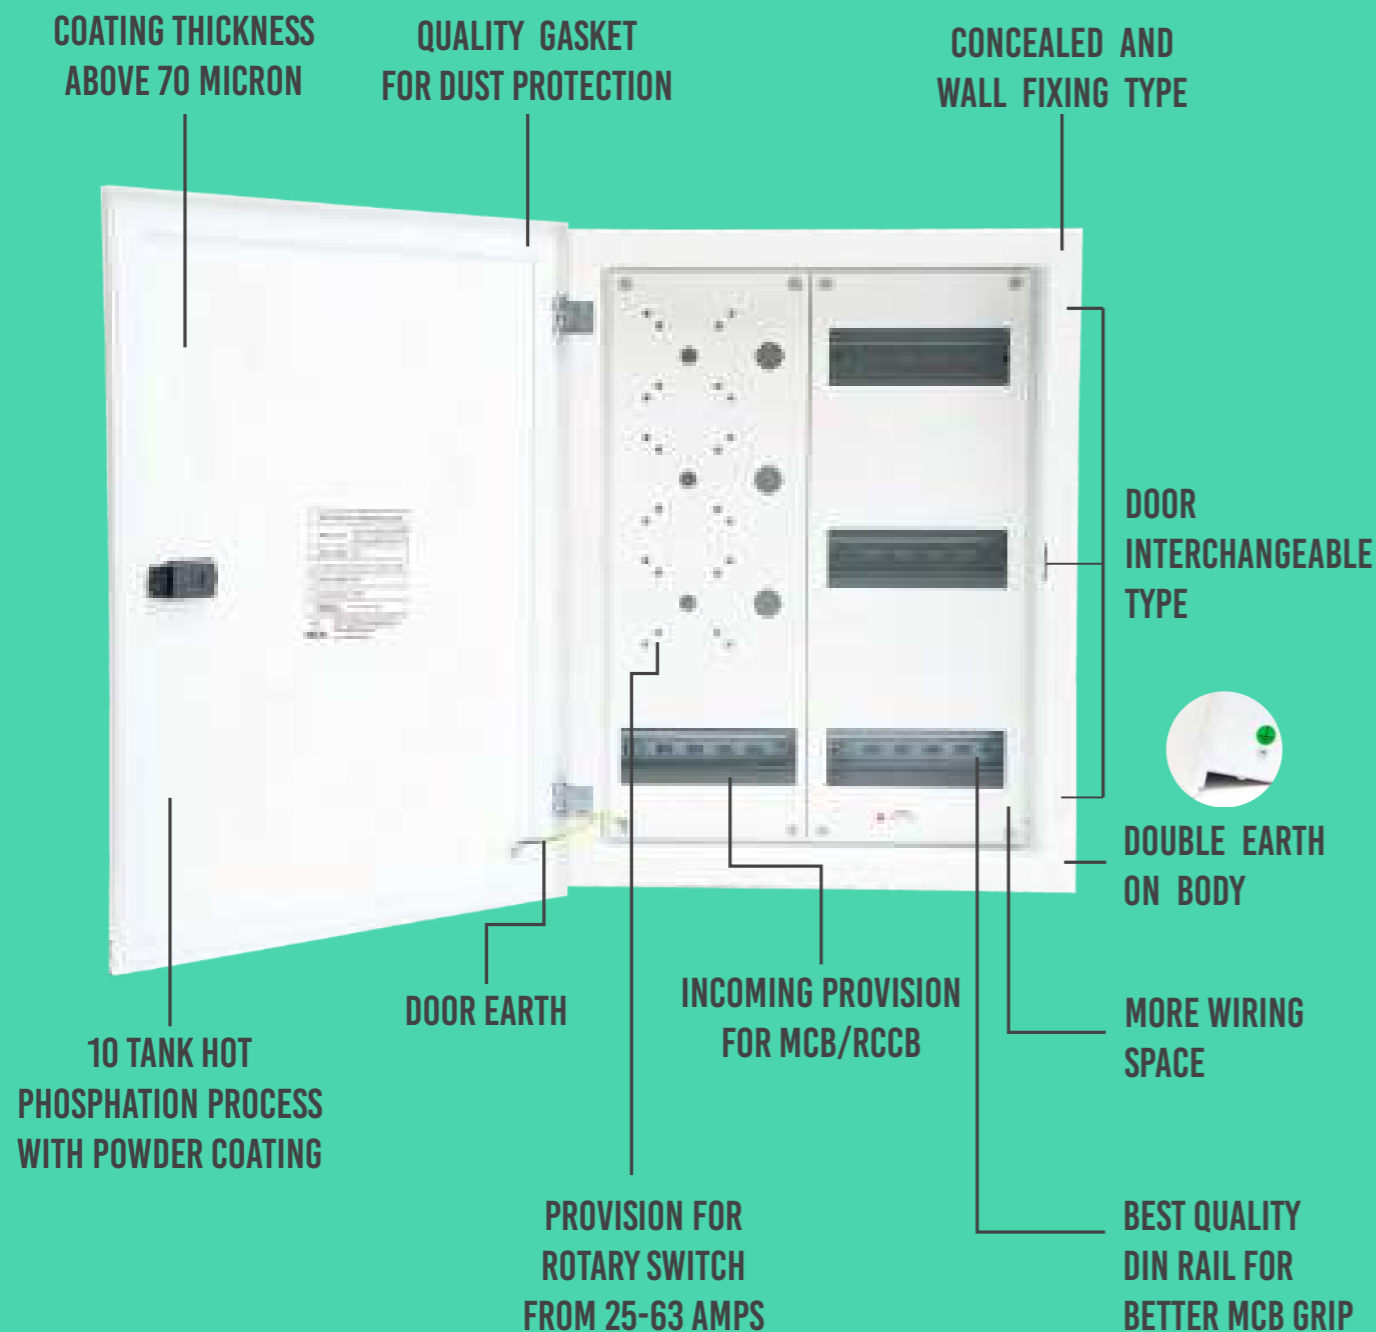 COATING THICKNESS
ABOVE 70 MICRON
QUALITY GASKET
FOR DUST PROTECTION
CONCEALED AND
WALL FIXING TYPE
DOOR
INTERCHANGEABLE
TYPE
DOUBLE EARTH
ON BODY
DOOR EARTH
INCOMING PROVISION
FOR MCB/RCCB
MORE WIRING
SPACE
10 TANK HOT
PHOSPHATION PROCESS
WITH POWDER COATING
PROVISION FOR
ROTARY SWITCH
FROM 25-63 AMPS
BEST QUALITY
DIN RAIL FOR
BETTER MCB GRIP